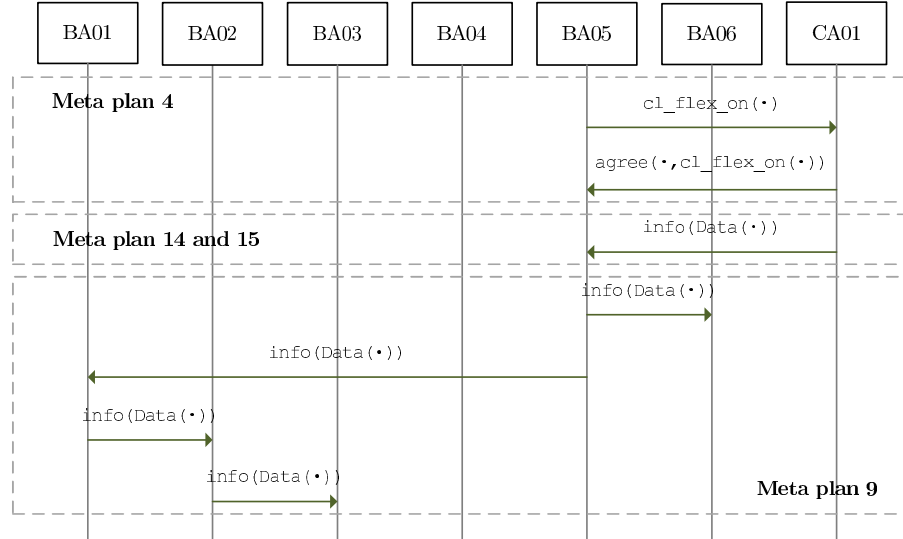 BA01 BA02 BA03 BA04 BA05 BA06 CA01
Meta plan 4
cl_flex_on(•)
agree(•,cl_flex_on(•))
info(Data(•))
Meta plan 14 and 15
info(Data(•))
info(Data(•))
info(Data(•))
info(Data(•))
Meta plan 9